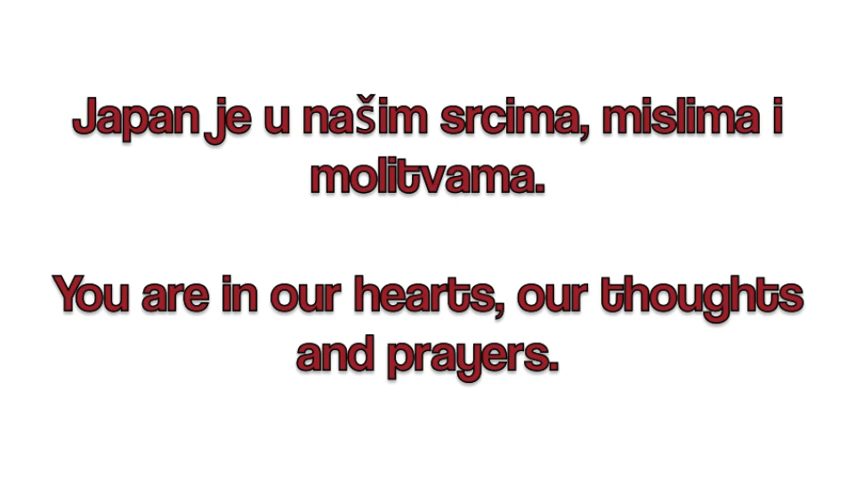 Japan je u našim srcima, mislima i
molitvama.
You are in our hearts, our thoughts
and prayers.